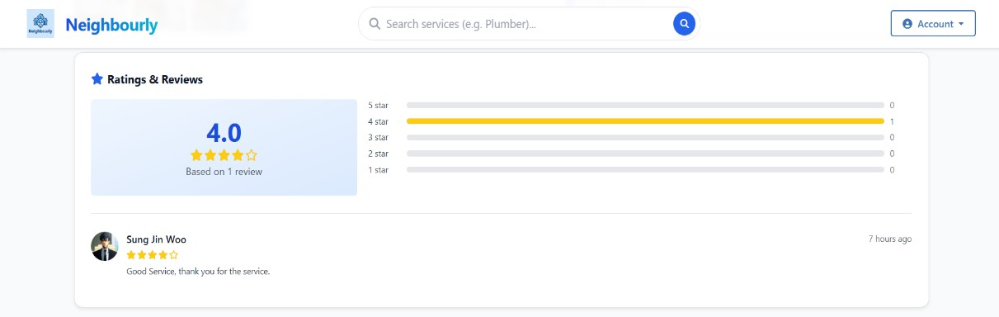 Neighbourly
Neighbourly
Search services (e.g. Plumber)...
Account
Ratings & Reviews
4.0
Based on 1 review
5 star 0
4 star 1
3 star 0
2 star 0
1 star 0
Sung Jin Woo
7 hours ago
Good Service, thank you for the service.